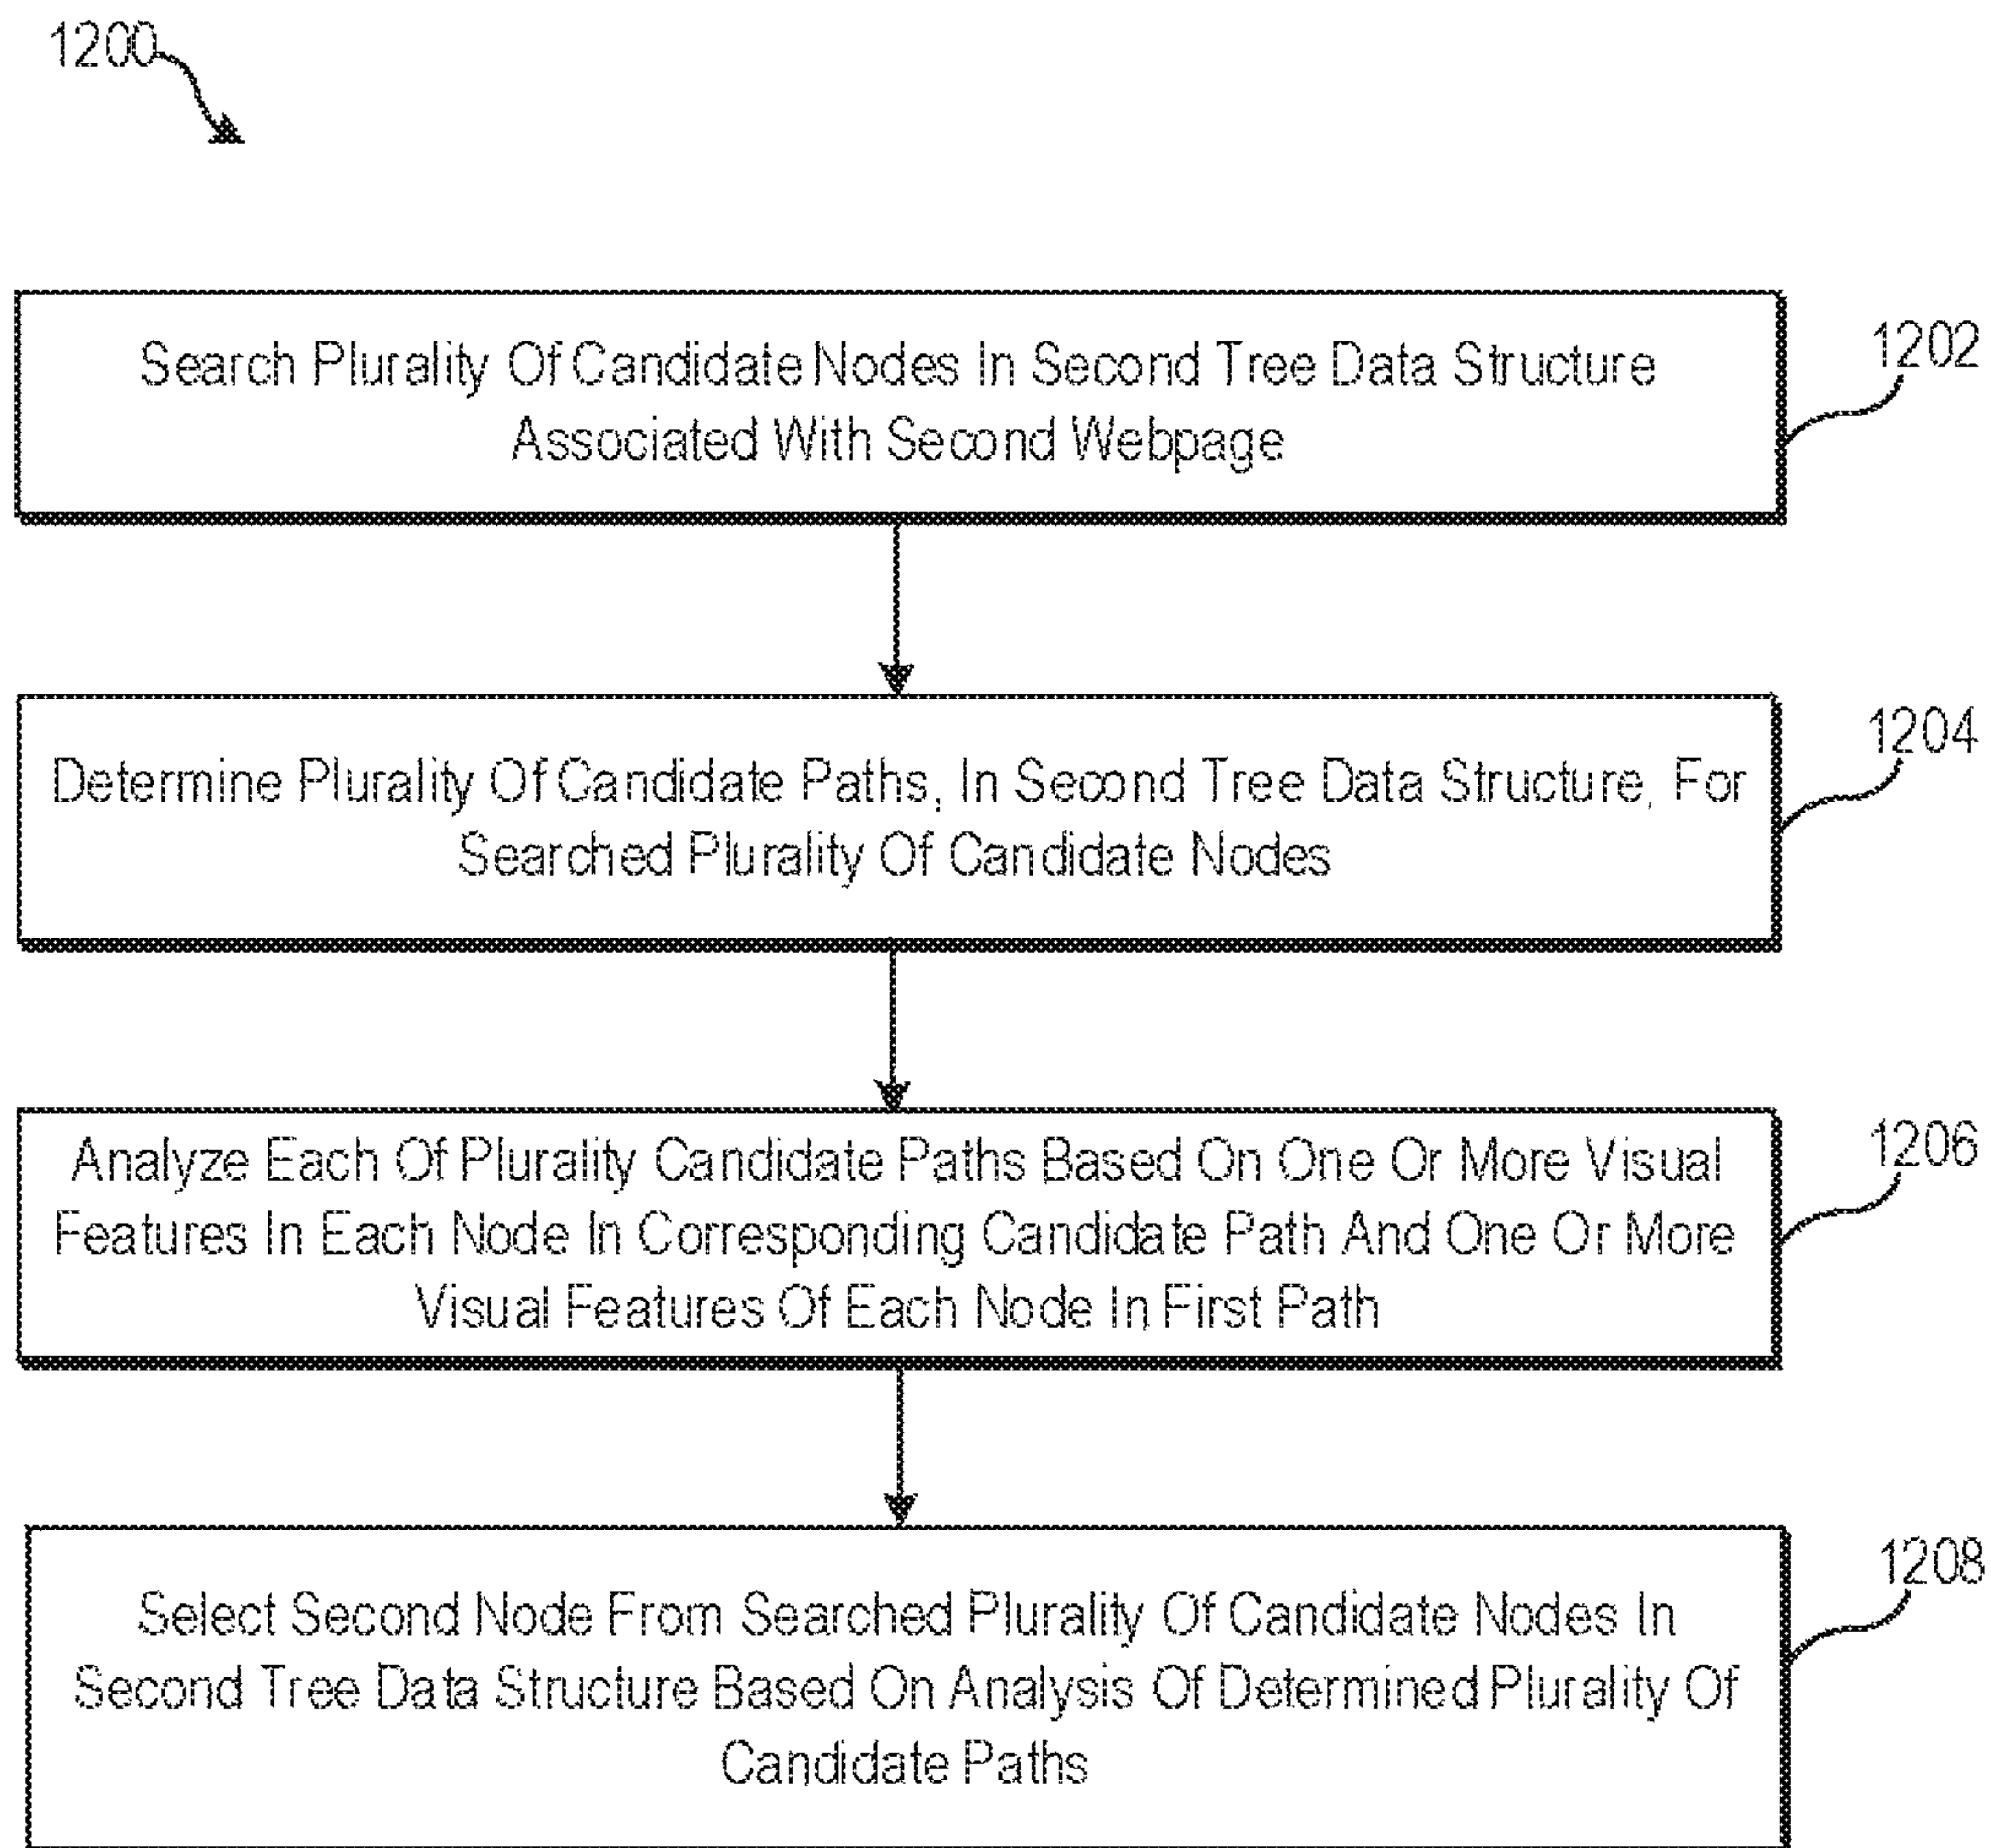 1200
Search Plurality Of Candidate Nodes In Second Tree Data Structure
Associated With Second Webpage
1202
Determine Plurality Of Candidate Paths, In Second Tree Data Structure, For
Searched Plurality Of Candidate Nodes
1204
Analyze Each Of Plurality Candidate Paths Based On One Or More Visual
Features In Each Node In Corresponding Candidate Path And One Or More
Visual Features Of Each Node In First Path
1206
Select Second Node From Searched Plurality Of Candidate Nodes In
Second Tree Data Structure Based On Analysis Of Determined Plurality Of
Candidate Paths
1208